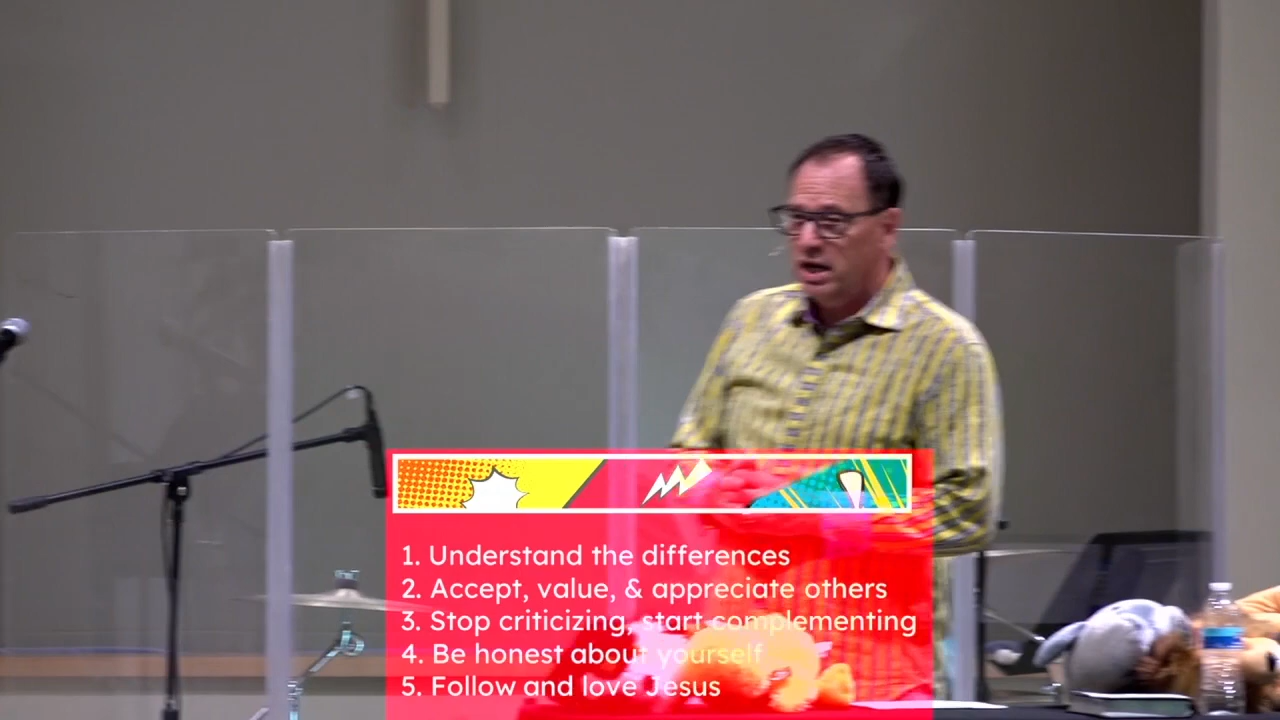 1. Understand the differences
2. Accept, value, & appreciate others
3. Stop criticizing, start complementing
4. Be honest about yourself
5. Follow and love Jesus